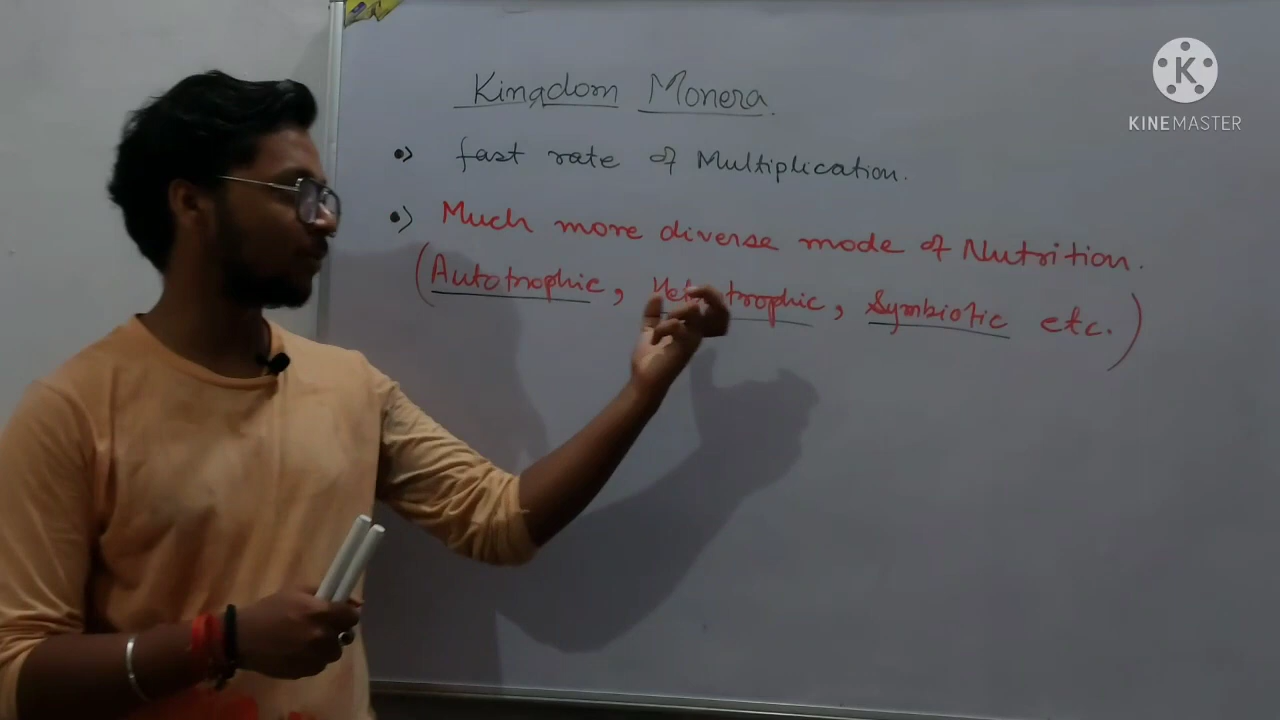 Kingdom Monera
•) fast rate of Multiplication.
•) Much more diverse mode of Nutrition.
(Autotrophic, trophic, Symbiotic etc.)
K
KINEMASTER